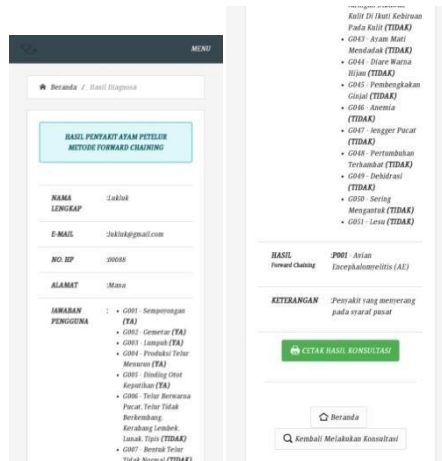 MENU
Beranda / Hasil Diagnosa
HASIL PENYAKIT AYAM PETELUR
METODE FORWARD CHAINING
NAMA
LENGKAP
:Lukluk
E-MAIL
:lukluk@gmail.com
NO. HP
:00088
ALAMAT
:Masa
JAWABAN
PENGGUNA
:
• G001 - Sempoyongan
(YA)
• G002 - Gemetar (YA)
• G003 - Lumpuh (YA)
• G004 - Produksi Telur
Menurun (YA)
• G005 - Dinding Otot
Keputihan (YA)
• G006 - Telur Berwarna
Pucat, Telur Tidak
Berkembang,
Kerabang Lembek,
Lunak, Tipis (TIDAK)
• G007 - Bentuk Telur
Tidak Normal (TIDAK)
Kulit Di Ikuti Kebiruan
Pada Kulit (TIDAK)
• G043 - Ayam Mati
Mendadak (TIDAK)
• G044 - Diare Warna
Hijau (TIDAK)
• G045 - Pembengkakan
Ginjal (TIDAK)
• G046 - Anemia
(TIDAK)
• G047 - Jengger Pucat
(TIDAK)
• G048 - Pertumbuhan
Terhambat (TIDAK)
• G049 - Dehidrasi
(TIDAK)
• G050 - Sering
Mengantuk (TIDAK)
• G051 - Lesu (TIDAK)
HASIL
Forward Chaining
:P001 - Avian
Encephalomyelitis (AE)
KETERANGAN
:Penyakit yang menyerang
pada syaraf pusat
CETAK HASIL KONSULTASI
Beranda
Kembali Melakukan Konsultasi